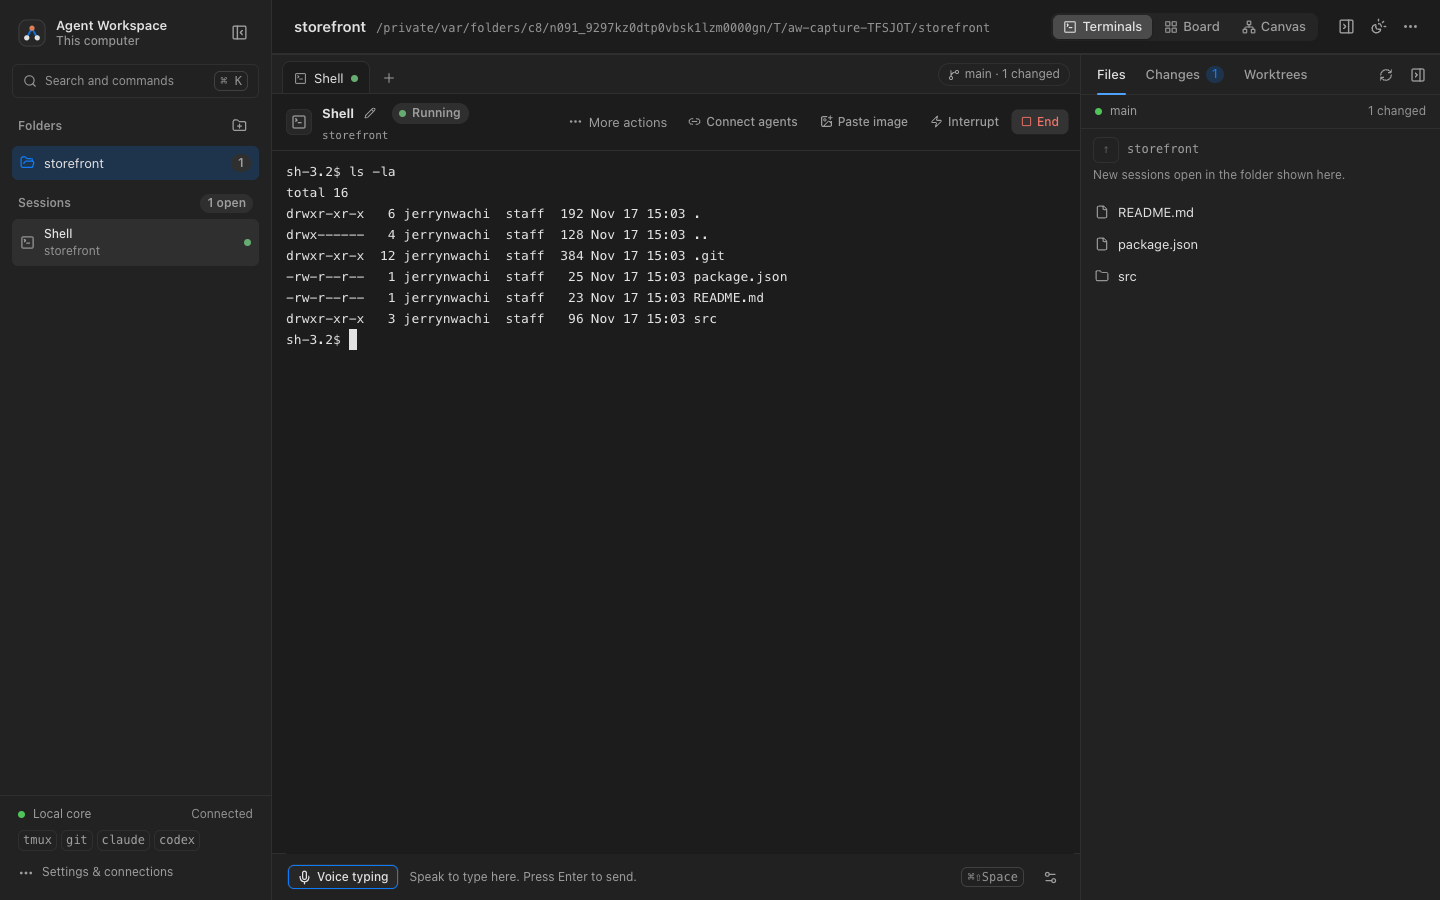 Agent Workspace
This computer
Search and commands ⌘ K
Folders
storefront 1
Sessions 1 open
Shell
storefront
Local core Connected
tmux git claude codex
Settings & connections
storefront /private/var/folders/c8/n091_9297kz0dtp0vbsk1lzm0000gn/T/aw-capture-TFSJOT/storefront
Terminals Board Canvas
Shell
main · 1 changed
Shell Running
storefront
More actions Connect agents Paste image Interrupt End
sh-3.2$ ls -la
total 16
drwxr-xr-x   6 jerrynwachi  staff  192 Nov 17 15:03 .
drwx------   4 jerrynwachi  staff  128 Nov 17 15:03 ..
drwxr-xr-x  12 jerrynwachi  staff  384 Nov 17 15:03 .git
-rw-r--r--   1 jerrynwachi  staff   25 Nov 17 15:03 package.json
-rw-r--r--   1 jerrynwachi  staff   23 Nov 17 15:03 README.md
drwxr-xr-x   3 jerrynwachi  staff   96 Nov 17 15:03 src
sh-3.2$
Voice typing Speak to type here. Press Enter to send. ⌘⇧Space
Files Changes 1 Worktrees
main 1 changed
↑ storefront
New sessions open in the folder shown here.
README.md
package.json
src